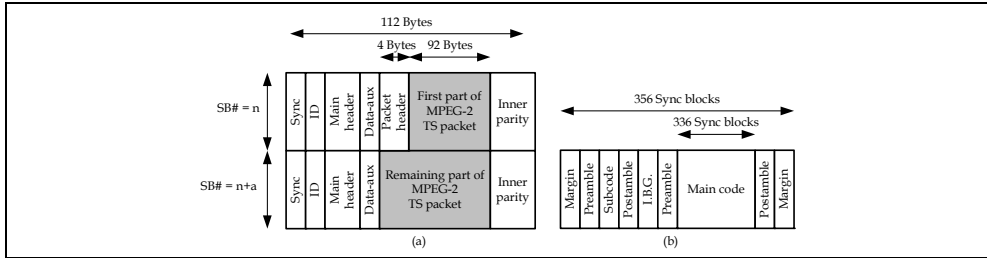 112 Bytes
4 Bytes 92 Bytes
SB# = n
Sync
ID
Main
header
Data-aux
Packet
header
First part of
MPEG-2
TS packet
Inner
parity
SB# = n+a
Sync
ID
Main
header
Data-aux
Remaining part of
MPEG-2
TS packet
Inner
parity
(a)
356 Sync blocks
336 Sync blocks
Margin
Preamble
Subcode
Postamble
I.B.G.
Preamble
Main code
Postamble
Margin
(b)